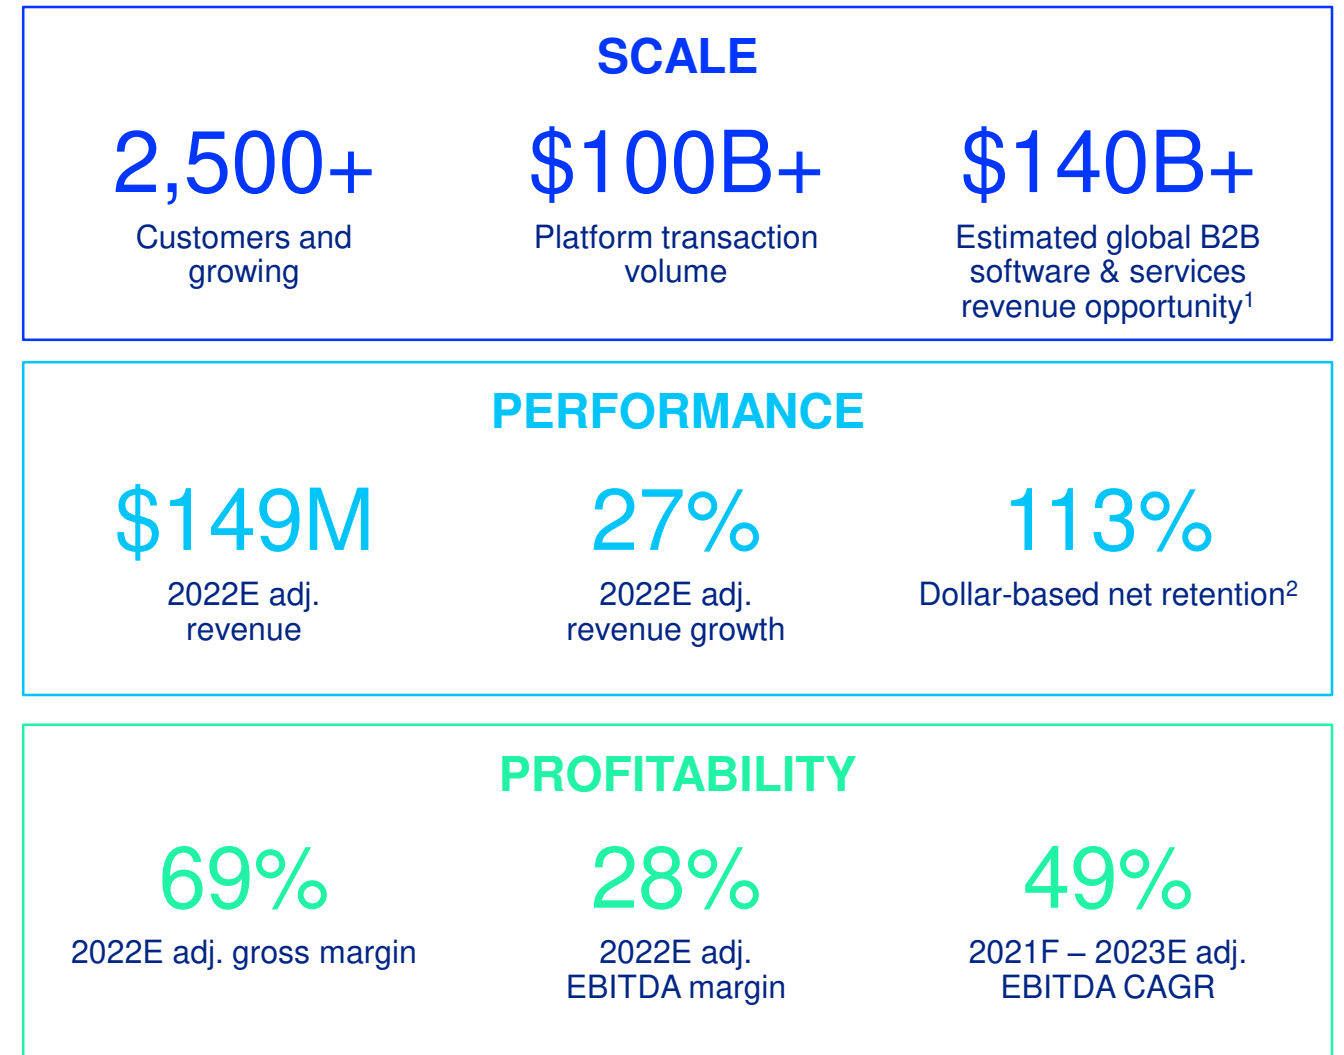 SCALE
2,500+
Customers and
growing
$100B+
Platform transaction
volume
$140B+
Estimated global B2B
software & services
revenue opportunity¹
PERFORMANCE
$149M
2022E adj.
revenue
27%
2022E adj.
revenue growth
113%
Dollar-based net retention²
PROFITABILITY
69%
2022E adj. gross margin
28%
2022E adj.
EBITDA margin
49%
2021F – 2023E adj.
EBITDA CAGR